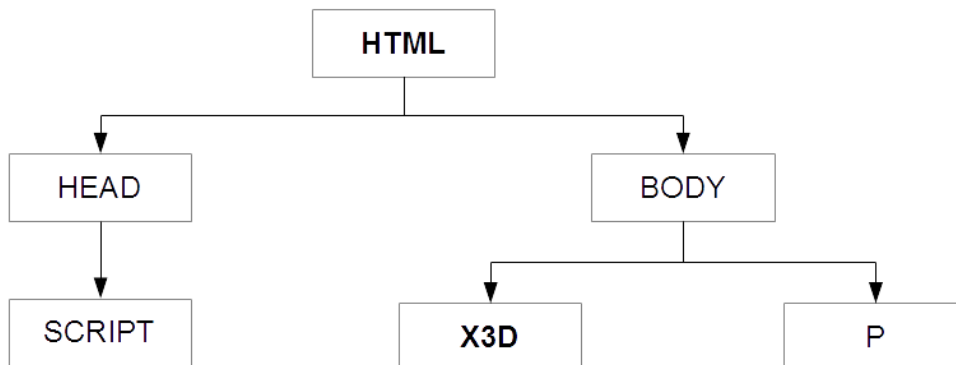 HTML
HEAD
BODY
SCRIPT
X3D
P